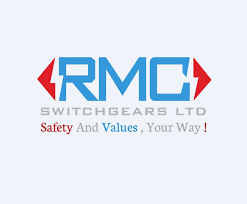 RMC
SWITCHGEARS LTD
Safety And Values , Your Way !